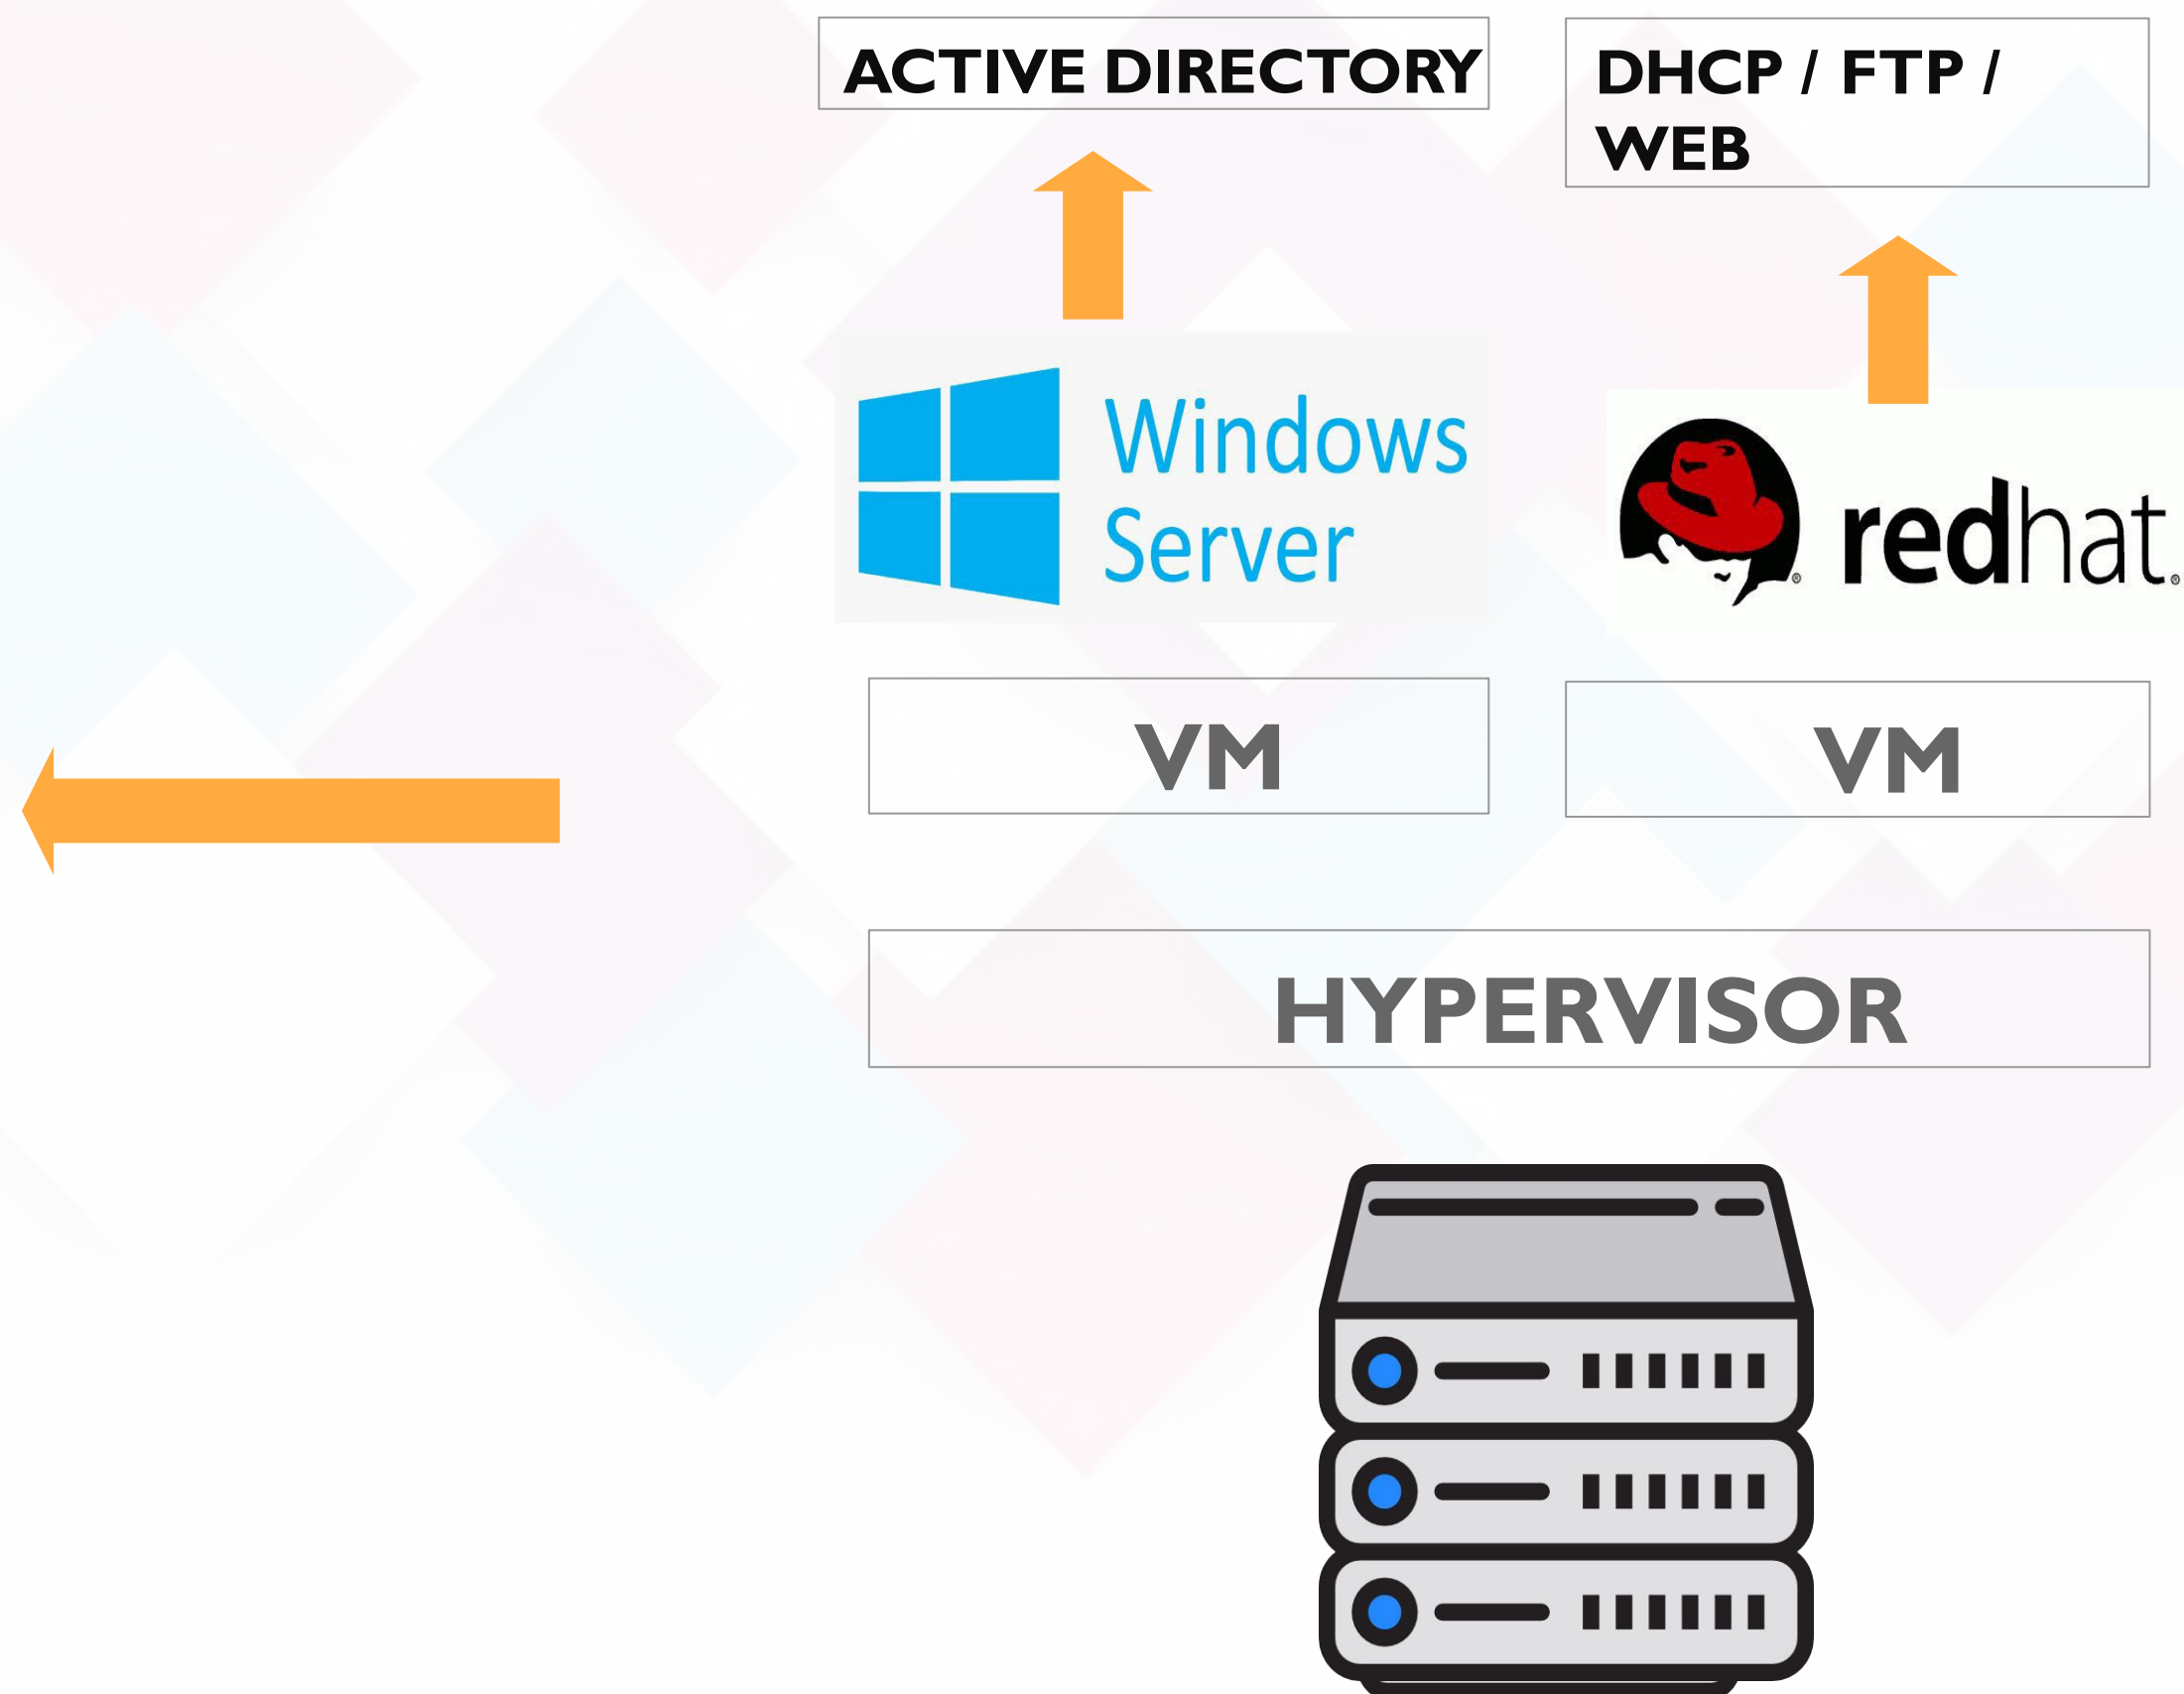 ACTIVE DIRECTORY
DHCP / FTP /
WEB
Windows
Server
redhat.
VM
VM
HYPERVISOR